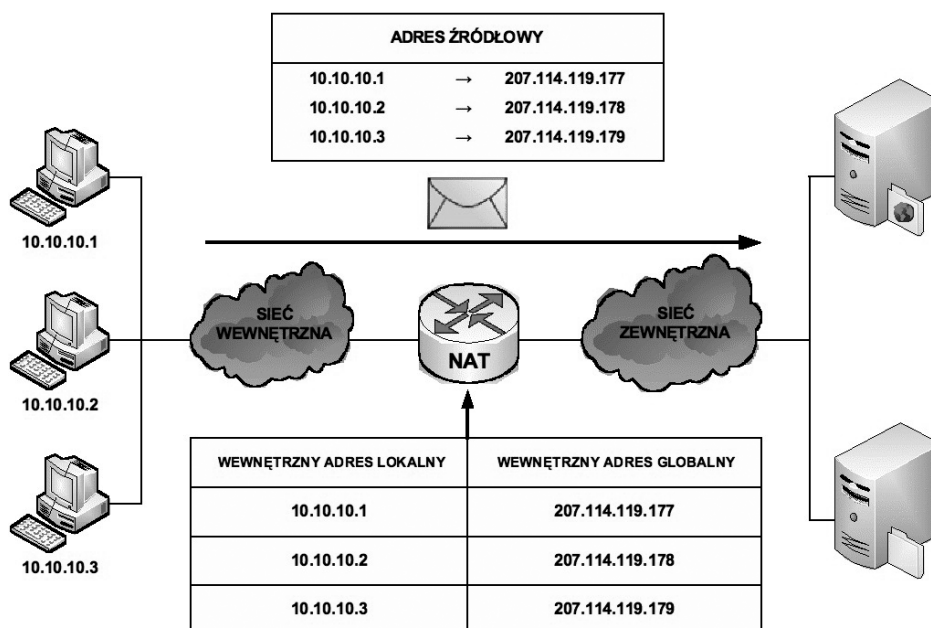 ADRES ŹRÓDŁOWY
10.10.10.1 → 207.114.119.177
10.10.10.2 → 207.114.119.178
10.10.10.3 → 207.114.119.179
10.10.10.1
10.10.10.2
10.10.10.3
SIEĆ
WEWNĘTRZNA
NAT
SIEĆ
ZEWNĘTRZNA
WEWNĘTRZNY ADRES LOKALNY WEWNĘTRZNY ADRES GLOBALNY
10.10.10.1 207.114.119.177
10.10.10.2 207.114.119.178
10.10.10.3 207.114.119.179